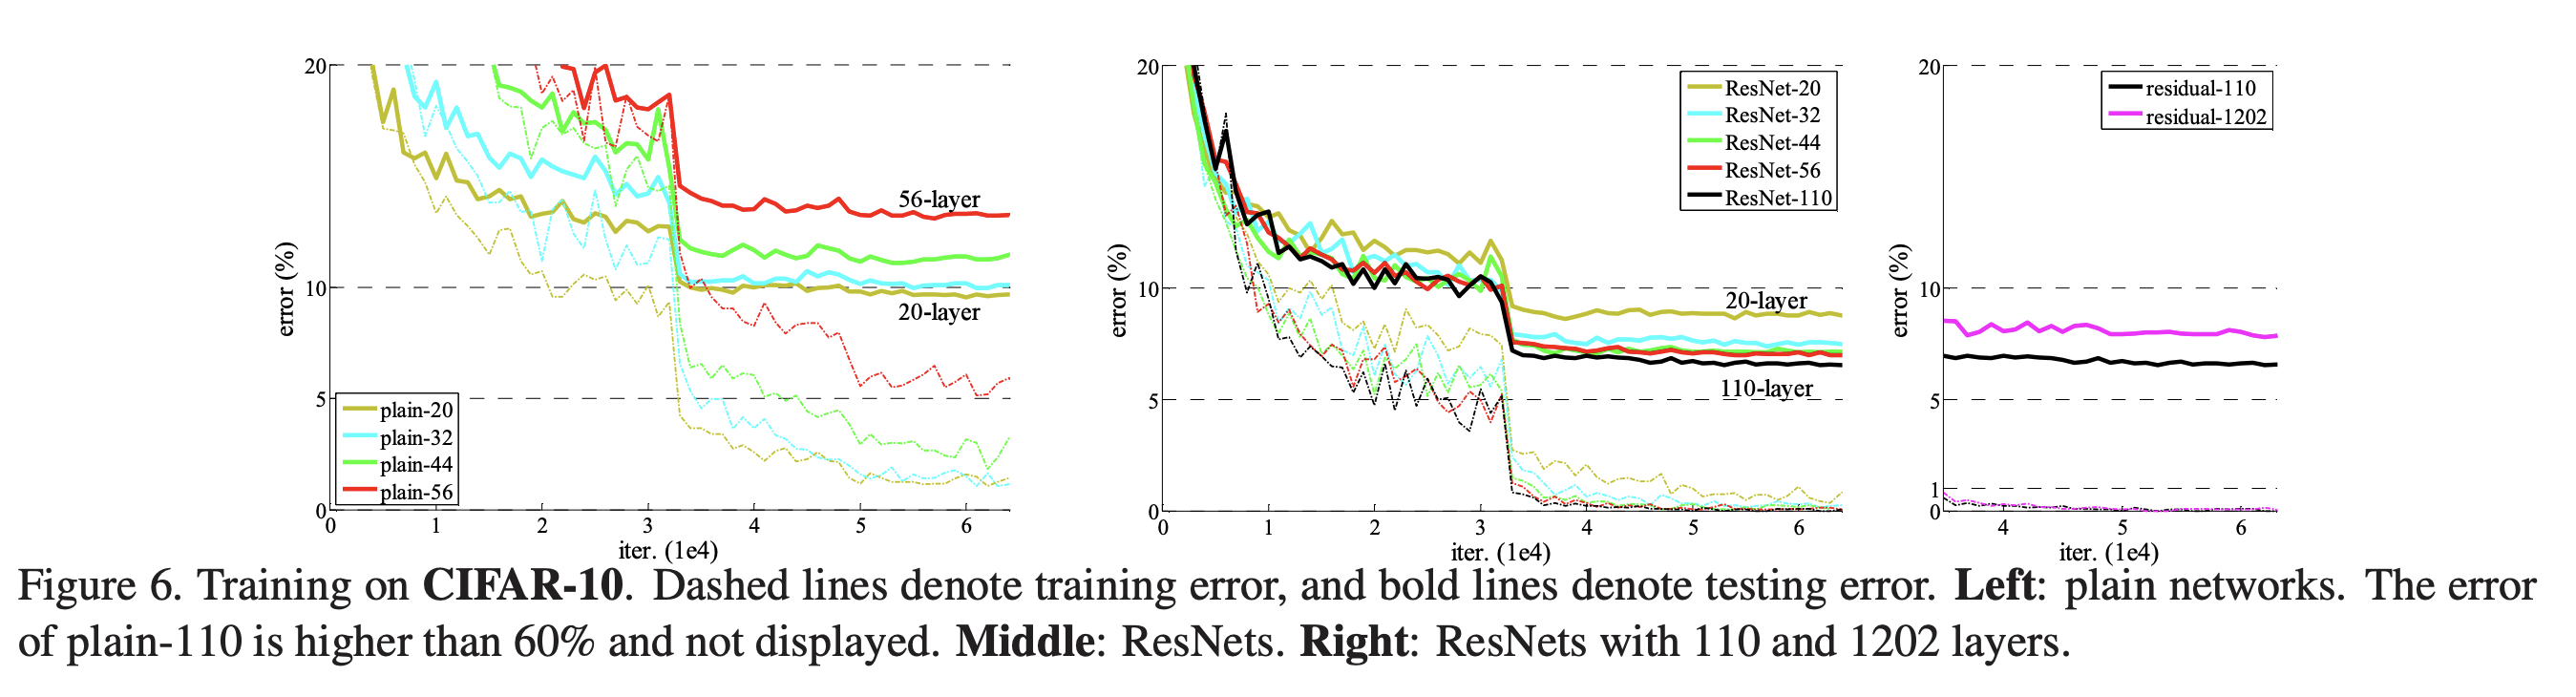 20
10
5
0
error (%)
56-layer
20-layer
plain-20
plain-32
plain-44
plain-56
0 1 2 3 4 5 6
iter. (1e4)
20
10
5
0
error (%)
ResNet-20
ResNet-32
ResNet-44
ResNet-56
ResNet-110
20-layer
110-layer
0 1 2 3 4 5 6
iter. (1e4)
20
10
5
1
0
error (%)
residual-110
residual-1202
4 5 6
iter. (1e4)
Figure 6. Training on CIFAR-10. Dashed lines denote training error, and bold lines denote testing error. Left: plain networks. The error
of plain-110 is higher than 60% and not displayed. Middle: ResNets. Right: ResNets with 110 and 1202 layers.